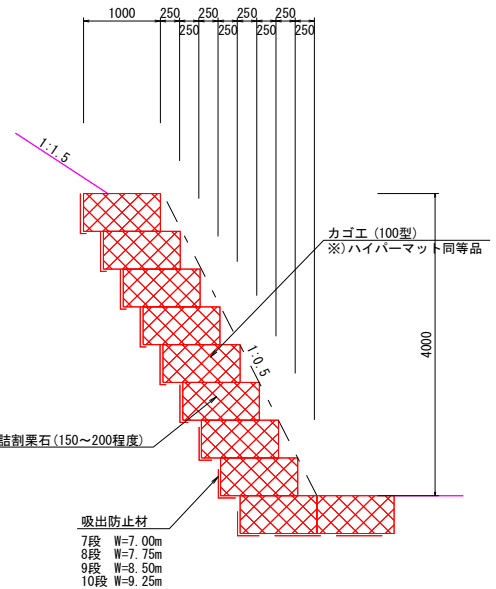 1000 250 250 250 250
250 250 250 250
1:1.5
カゴエ (100型)
※)ハイパーマット同等品
4000
1:0.5
詰割栗石(150～200程度)
吸出防止材
7段 W=7.00m
8段 W=7.75m
9段 W=8.50m
10段 W=9.25m